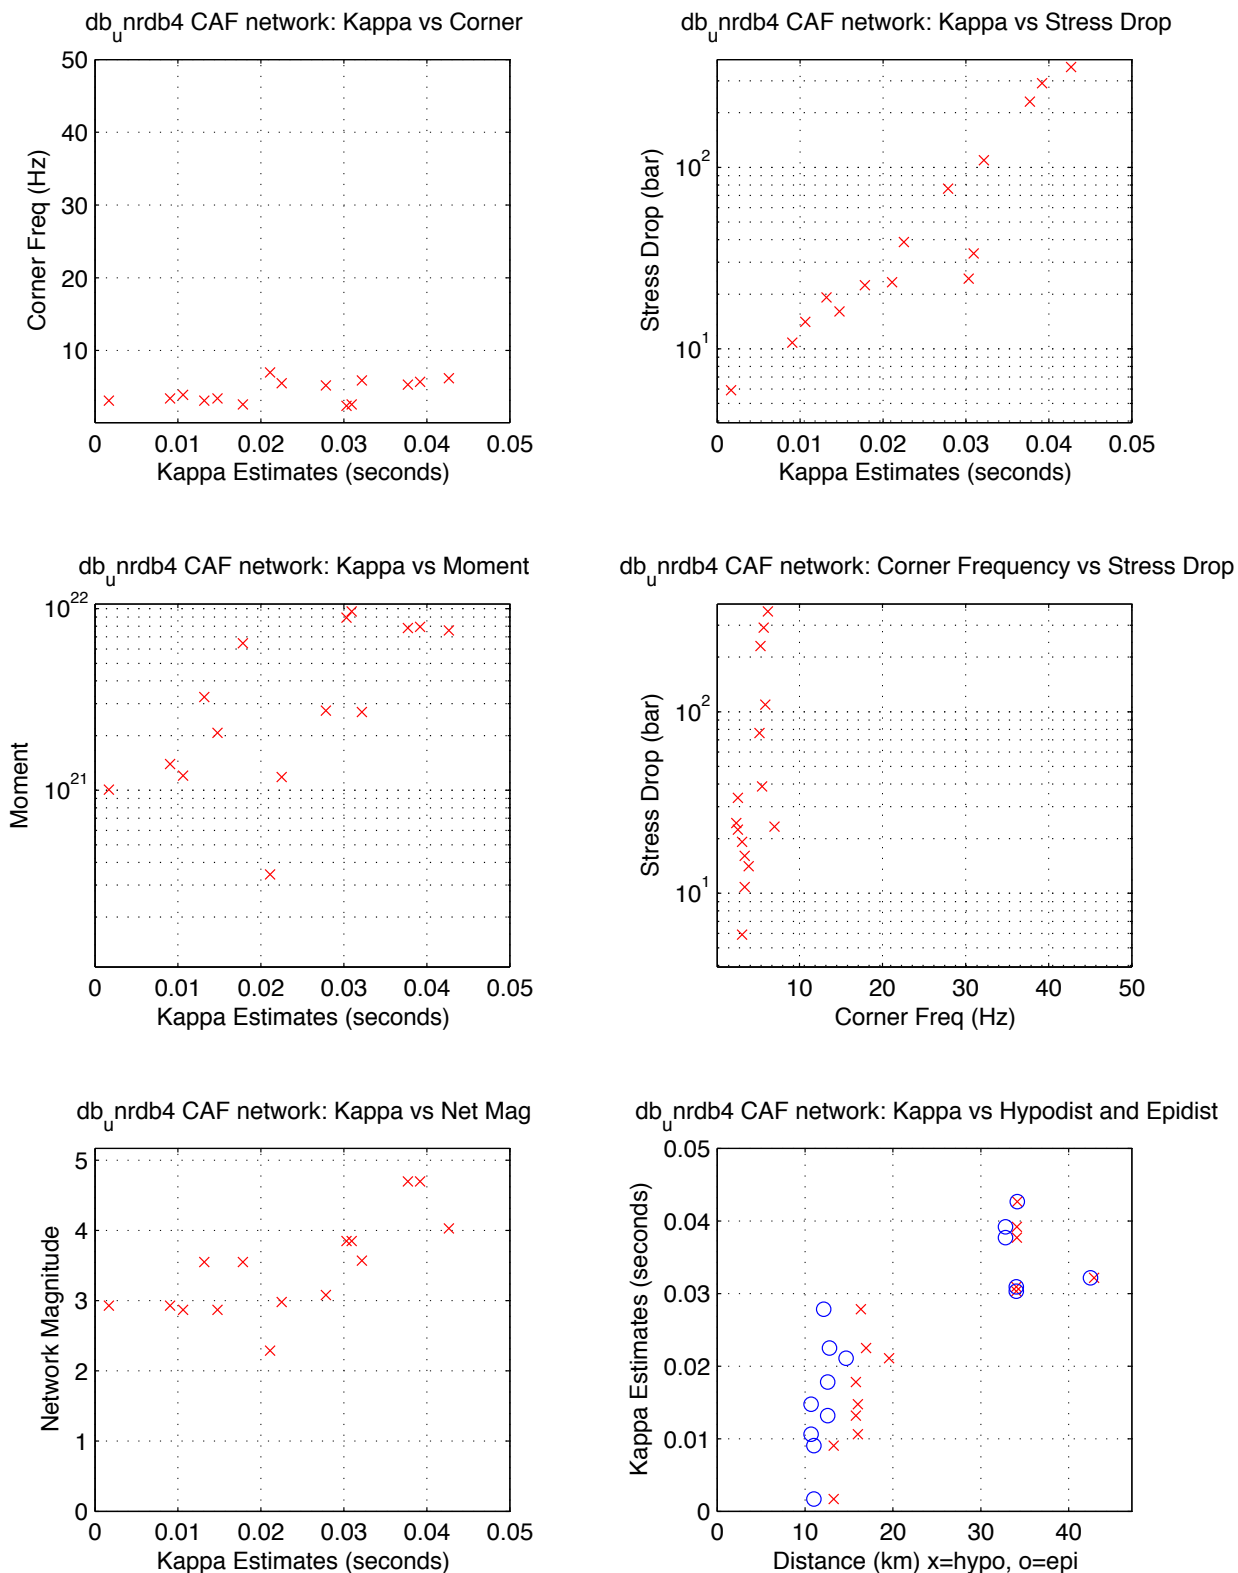 db_unrdb4 CAF network: Kappa vs Corner
50
40
30
20
10
Corner Freq (Hz)
0 0.01 0.02 0.03 0.04 0.05
Kappa Estimates (seconds)
db_unrdb4 CAF network: Kappa vs Stress Drop
10^2
10^1
Stress Drop (bar)
0 0.01 0.02 0.03 0.04 0.05
Kappa Estimates (seconds)
db_unrdb4 CAF network: Kappa vs Moment
10^22
10^21
Moment
0 0.01 0.02 0.03 0.04 0.05
Kappa Estimates (seconds)
db_unrdb4 CAF network: Corner Frequency vs Stress Drop
10^2
10^1
Stress Drop (bar)
10 20 30 40 50
Corner Freq (Hz)
db_unrdb4 CAF network: Kappa vs Net Mag
5
4
3
2
1
0
Network Magnitude
0 0.01 0.02 0.03 0.04 0.05
Kappa Estimates (seconds)
db_unrdb4 CAF network: Kappa vs Hypodist and Epidist
0.05
0.04
0.03
0.02
0.01
0
Kappa Estimates (seconds)
0 10 20 30 40
Distance (km) x=hypo, o=epi